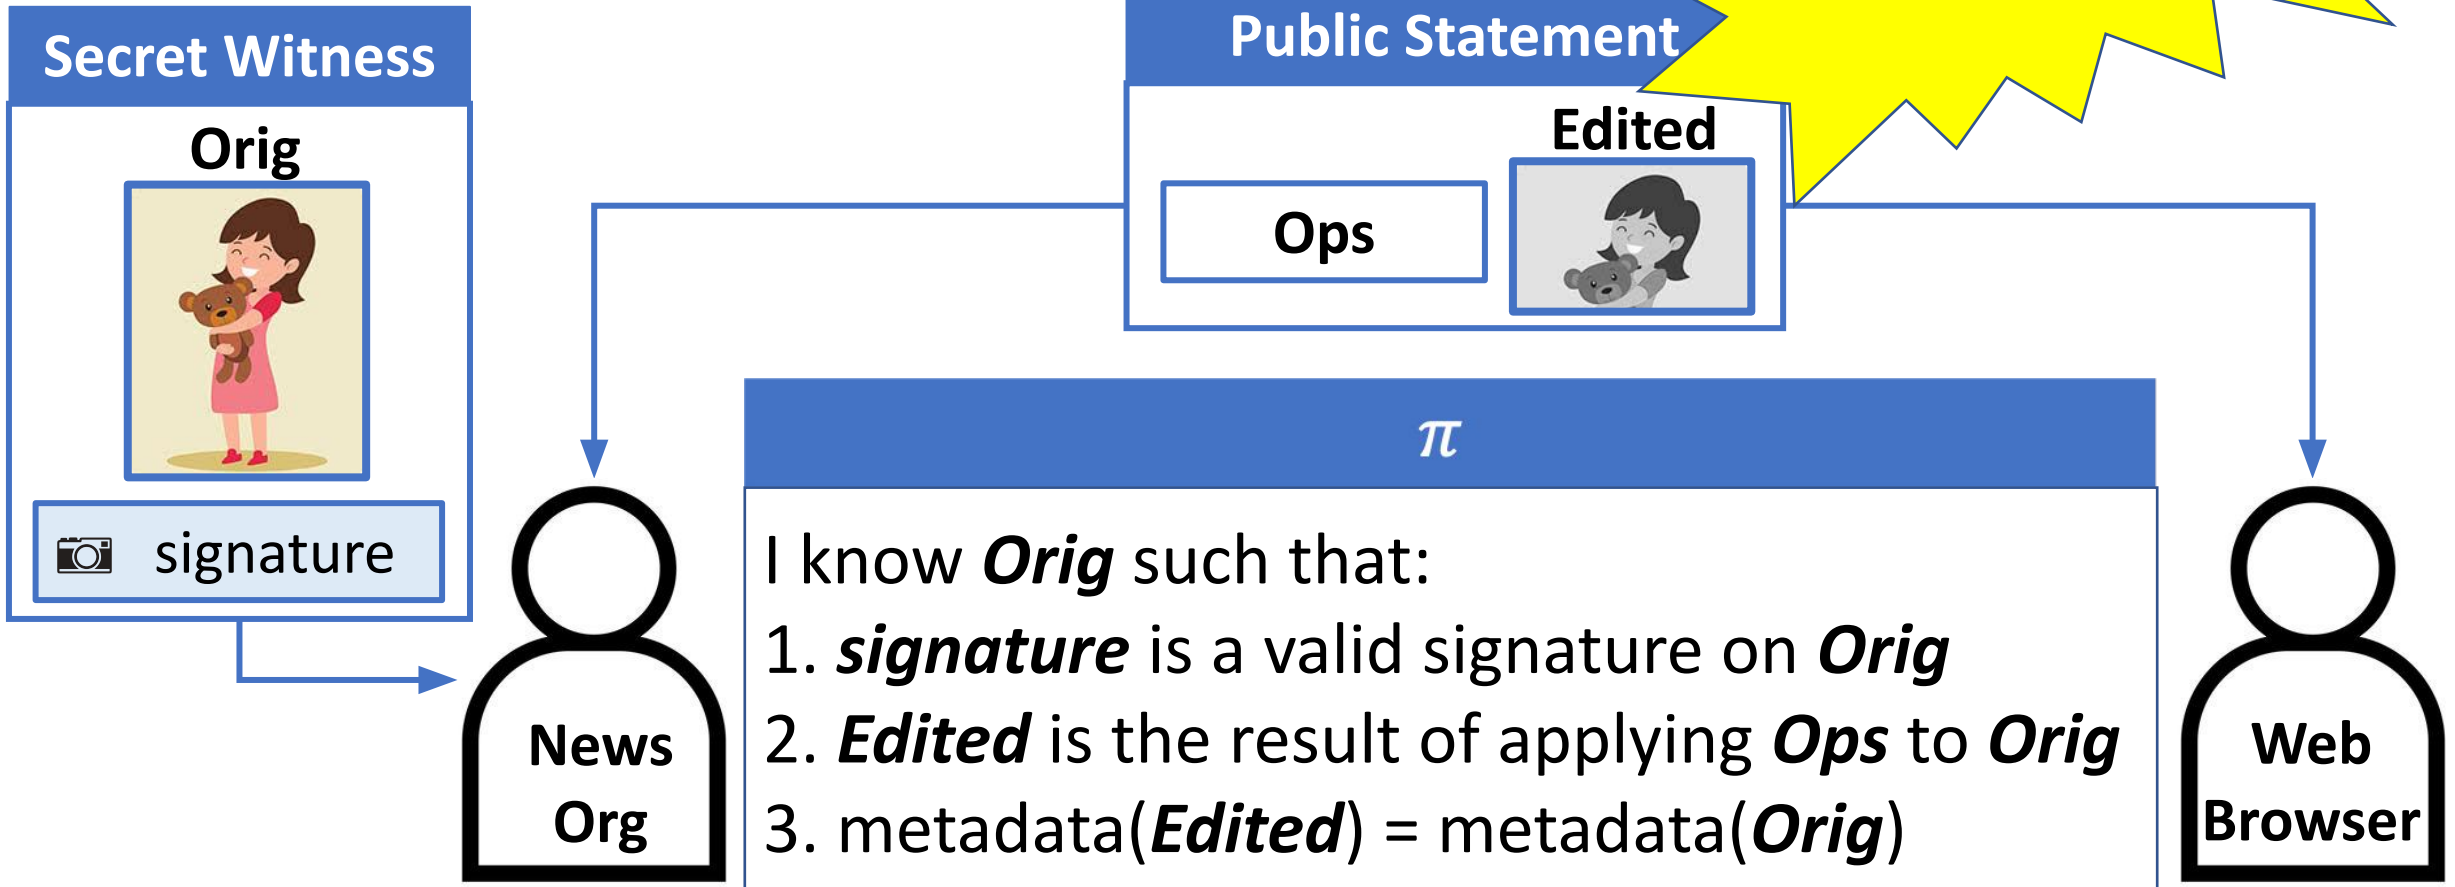 Secret Witness
Orig
signature
Public Statement
Ops
Edited
π
I know Orig such that:
1. signature is a valid signature on Orig
2. Edited is the result of applying Ops to Orig
3. metadata(Edited) = metadata(Orig)
News
Org
Web
Browser